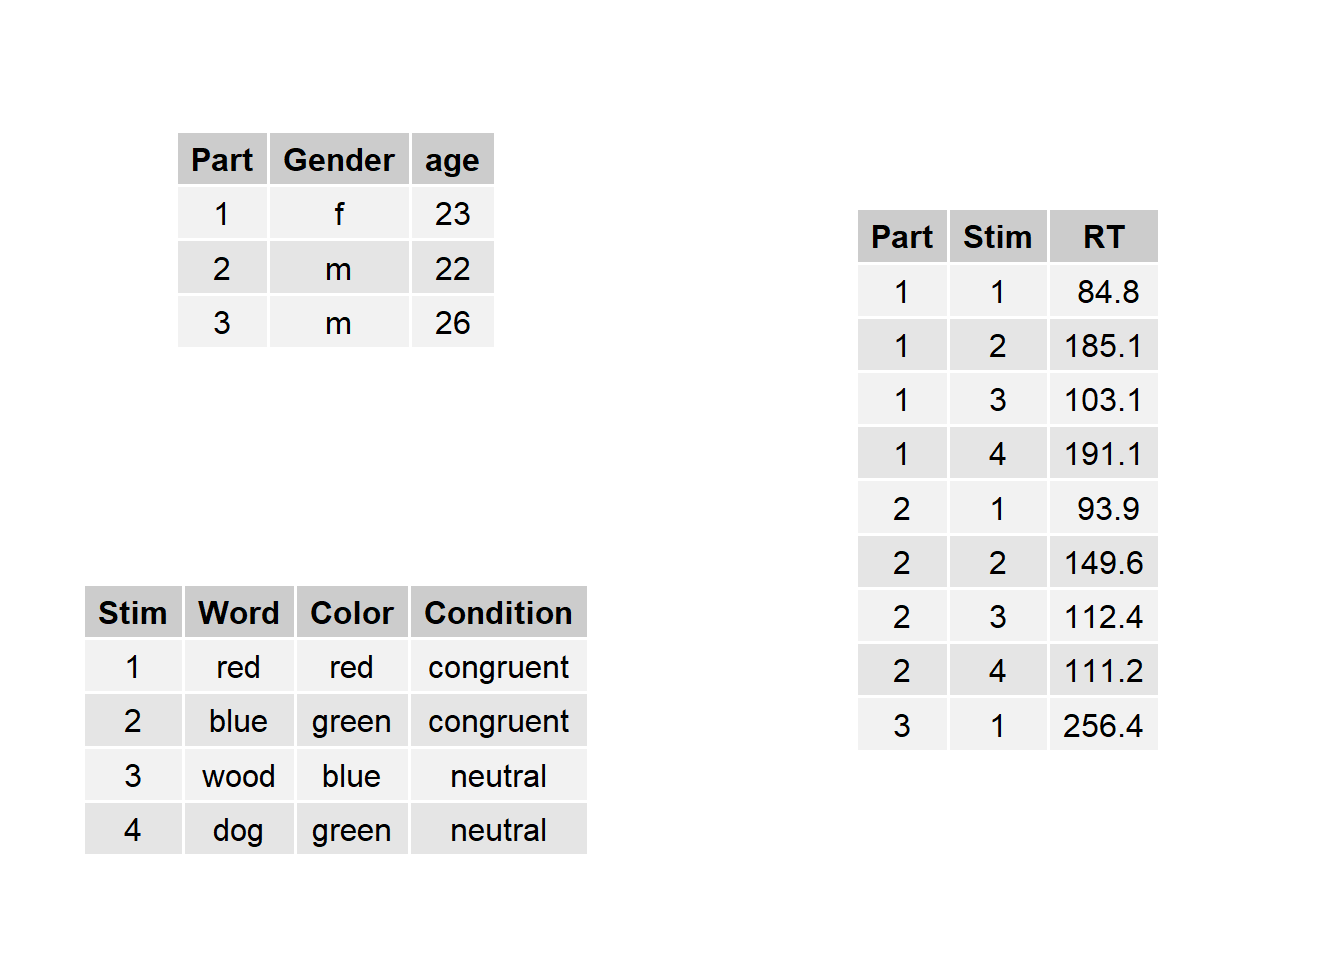 Part Gender age
1 f 23
2 m 22
3 m 26
Stim Word Color Condition
1 red red congruent
2 blue green congruent
3 wood blue neutral
4 dog green neutral
Part Stim RT
1 1 84.8
1 2 185.1
1 3 103.1
1 4 191.1
2 1 93.9
2 2 149.6
2 3 112.4
2 4 111.2
3 1 256.4